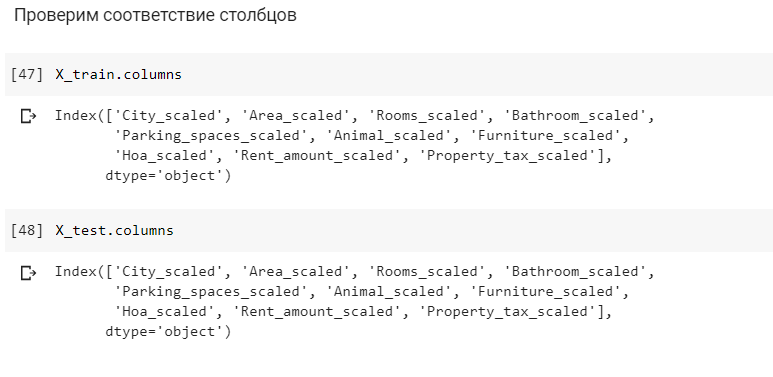 Проверим соответствие столбцов
[47] X_train.columns
Index(['City_scaled', 'Area_scaled', 'Rooms_scaled', 'Bathroom_scaled',
'Parking_spaces_scaled', 'Animal_scaled', 'Furniture_scaled',
'Hoa_scaled', 'Rent_amount_scaled', 'Property_tax_scaled'],
dtype='object')
[48] X_test.columns
Index(['City_scaled', 'Area_scaled', 'Rooms_scaled', 'Bathroom_scaled',
'Parking_spaces_scaled', 'Animal_scaled', 'Furniture_scaled',
'Hoa_scaled', 'Rent_amount_scaled', 'Property_tax_scaled'],
dtype='object')